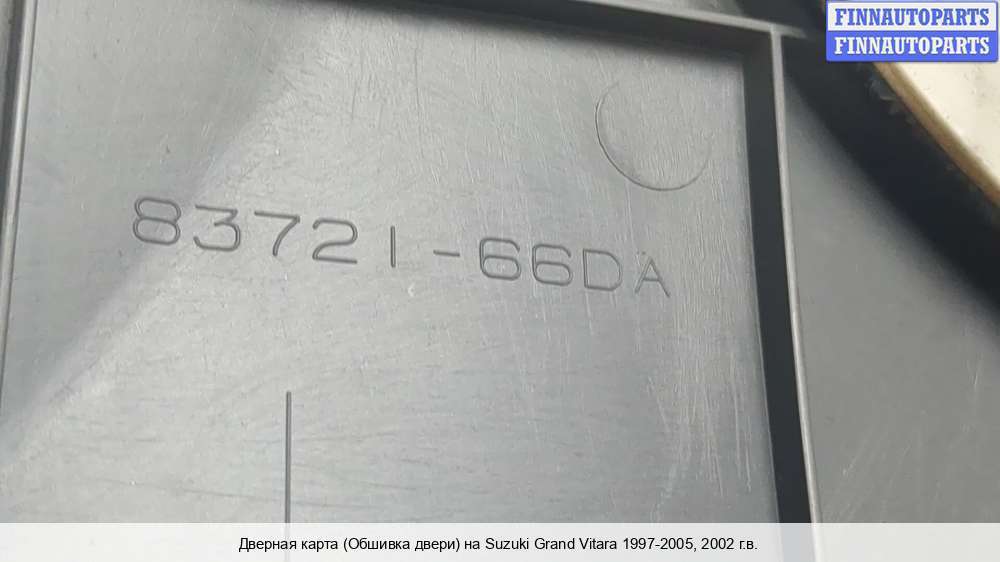 FINNAUTOPARTS
FINNAUTOPARTS
83721-66DA
Дверная карта (Обшивка двери) на Suzuki Grand Vitara 1997-2005, 2002 г.в.